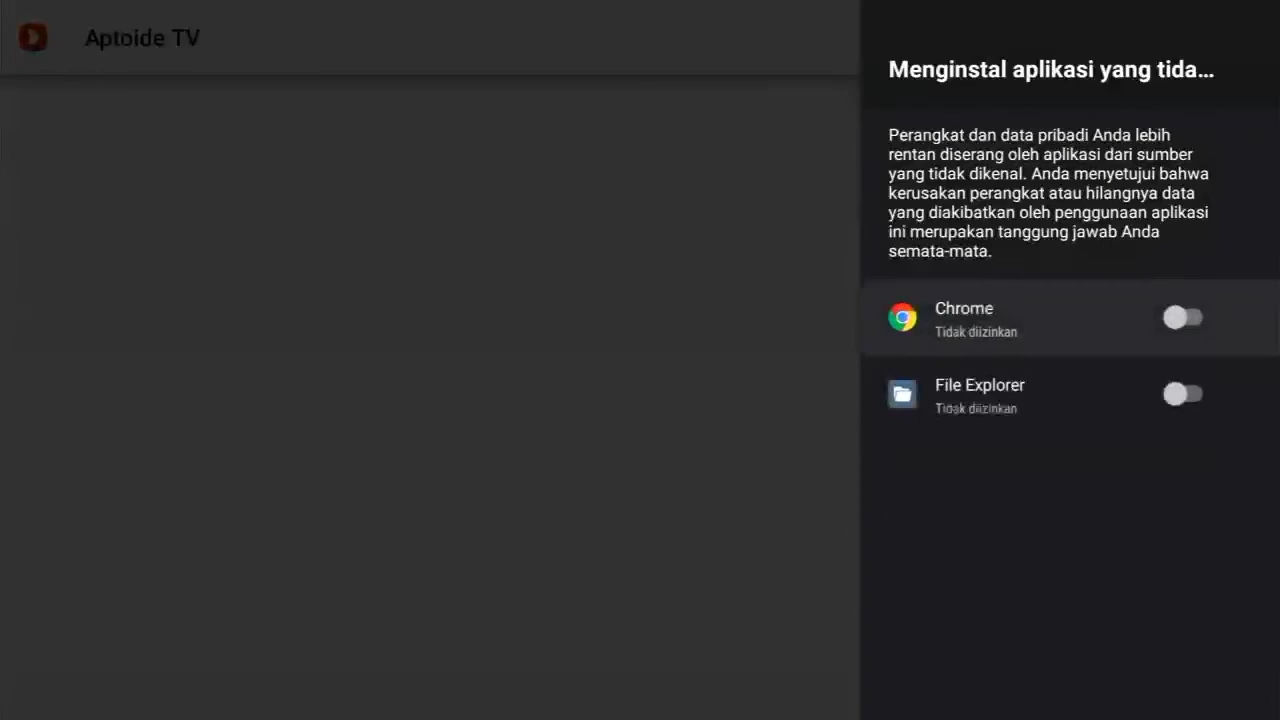 Aptoide TV
Menginstal aplikasi yang tida...
Perangkat dan data pribadi Anda lebih
rentan diserang oleh aplikasi dari sumber
yang tidak dikenal. Anda menyetujui bahwa
kerusakan perangkat atau hilangnya data
yang diakibatkan oleh penggunaan aplikasi
ini merupakan tanggung jawab Anda
semata-mata.
Chrome
Tidak diizinkan
File Explorer
Tidak diizinkan